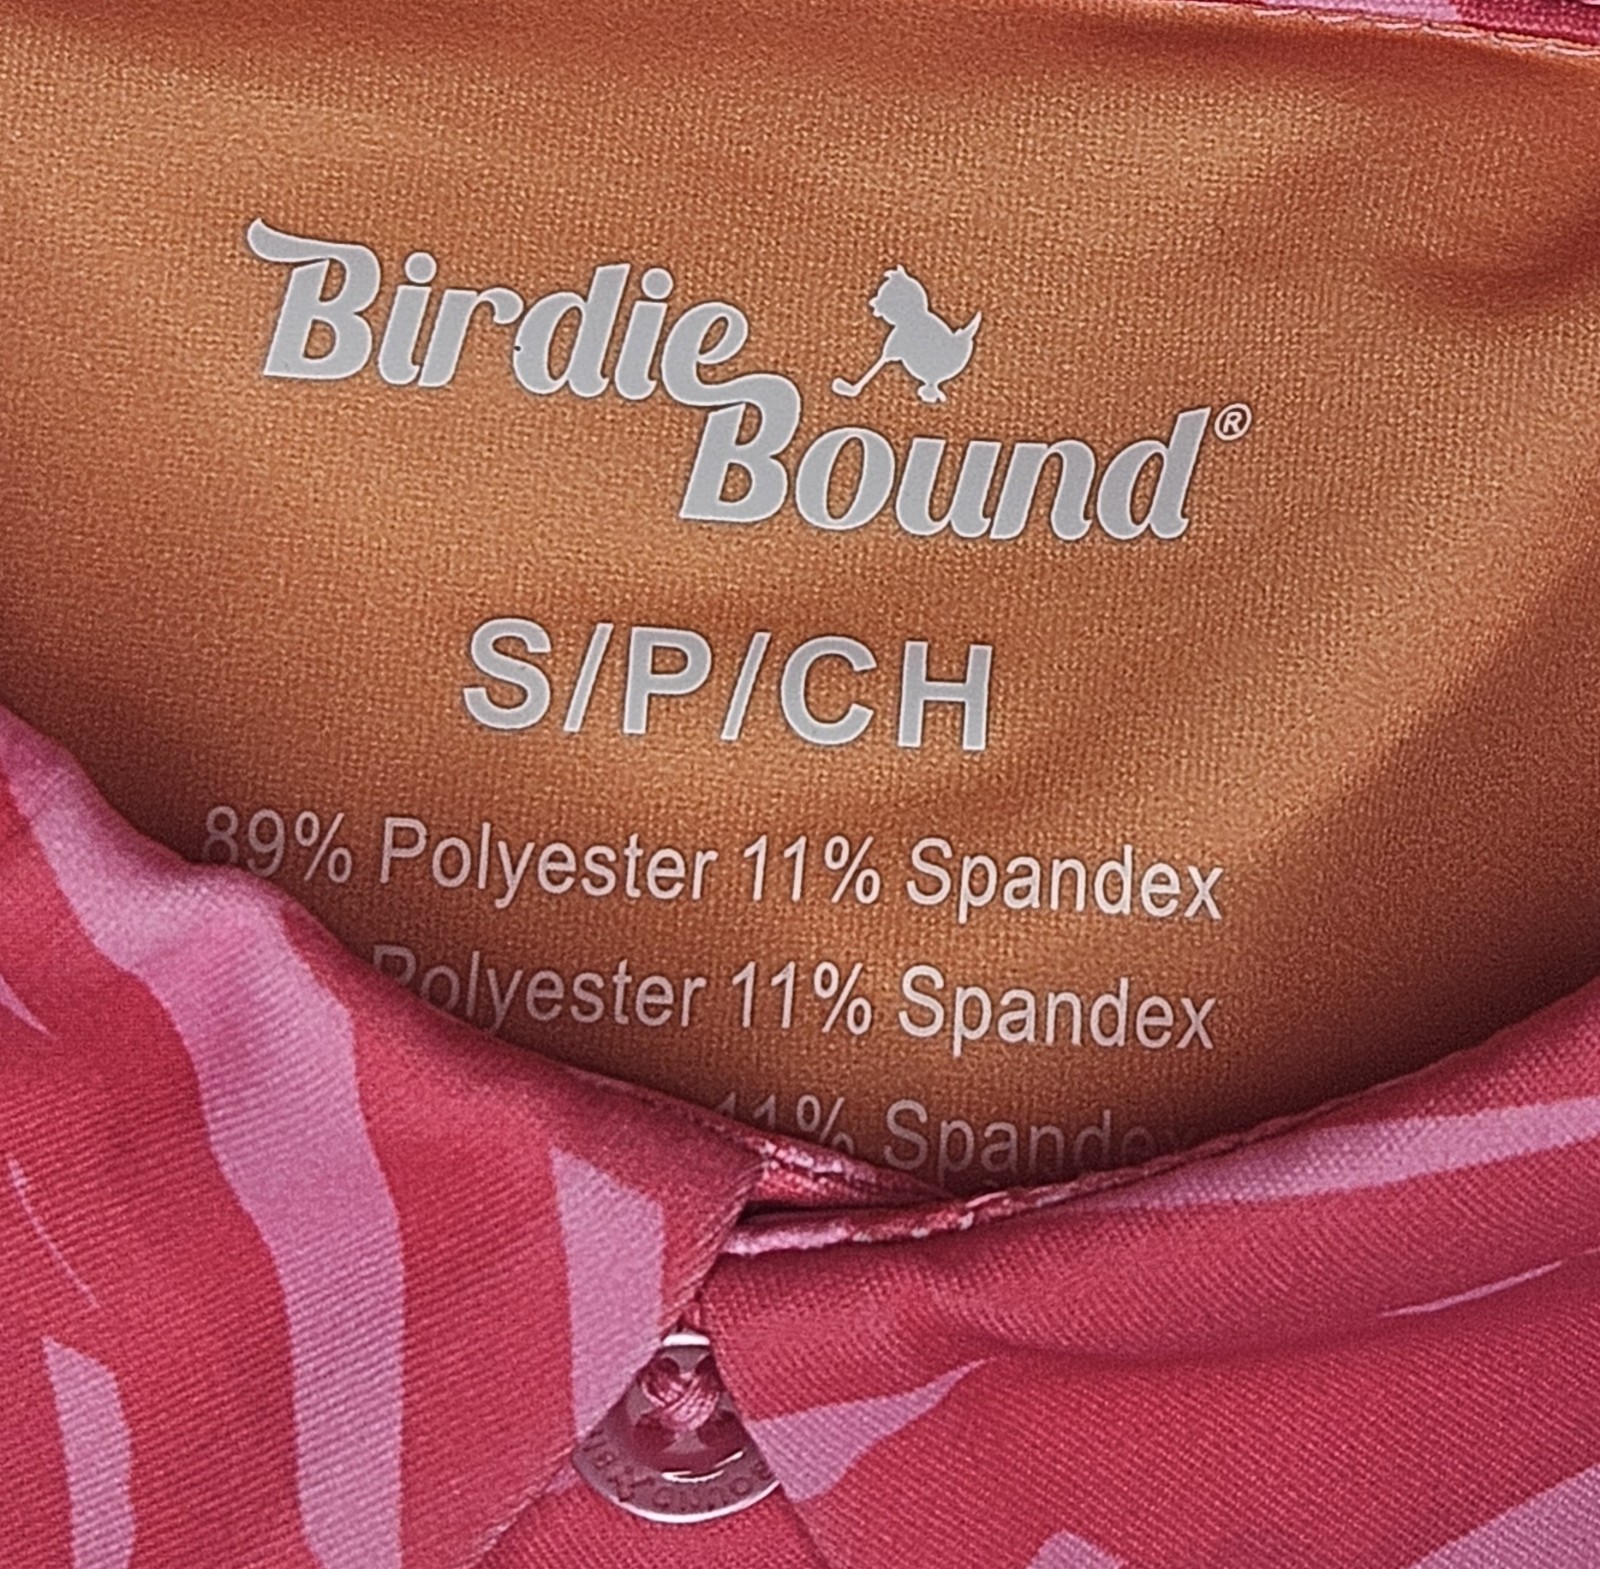 Birdie
Bound®
S/P/CH
89% Polyester 11% Spandex
Polyester 11% Spandex
11% Spandex